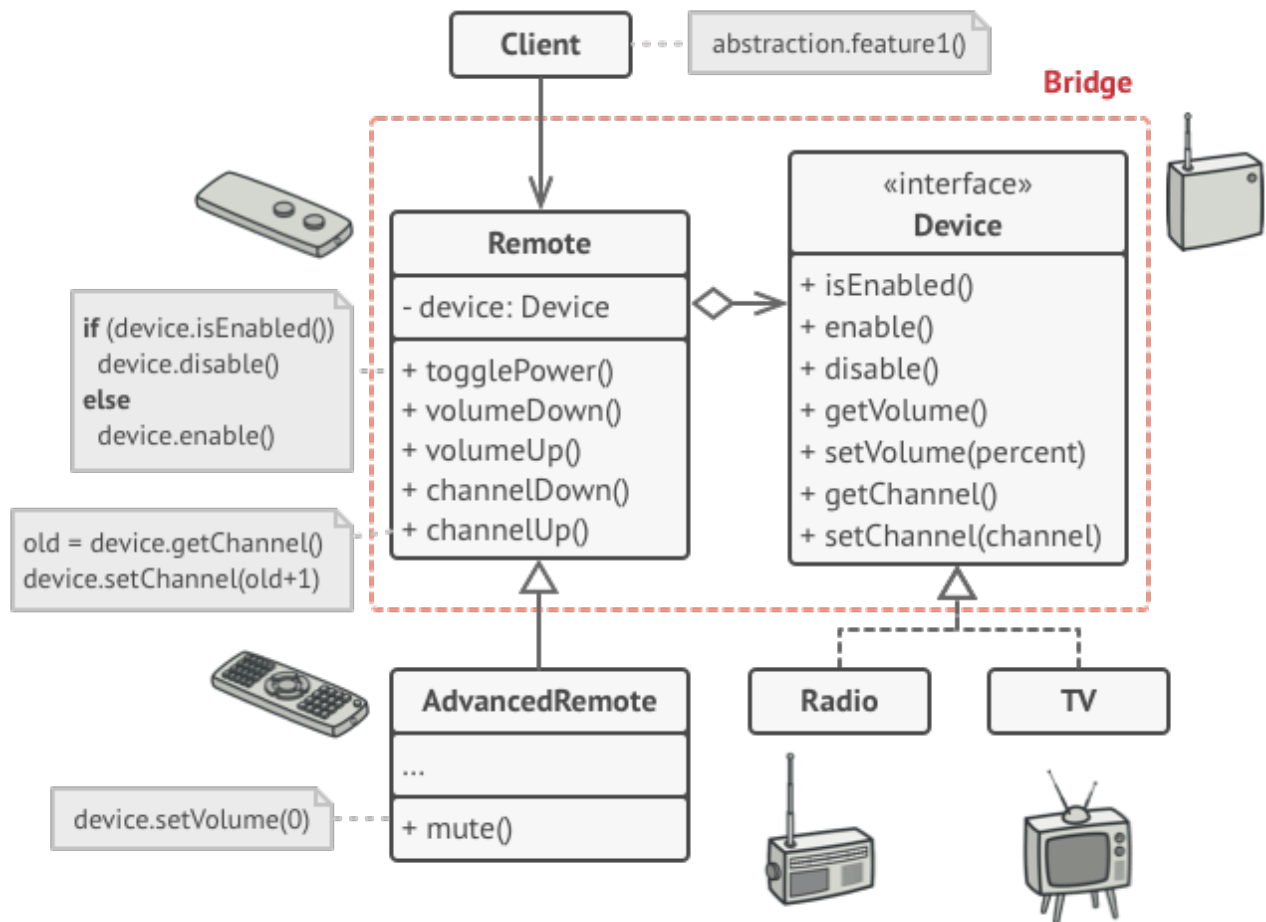 Client
abstraction.feature1()
Bridge
Remote
- device: Device
+ togglePower()
+ volumeDown()
+ volumeUp()
+ channelDown()
+ channelUp()
«interface»
Device
+ isEnabled()
+ enable()
+ disable()
+ getVolume()
+ setVolume(percent)
+ getChannel()
+ setChannel(channel)
if (device.isEnabled())
device.disable()
else
device.enable()
old = device.getChannel()
device.setChannel(old+1)
AdvancedRemote
...
+ mute()
device.setVolume(0)
Radio
TV